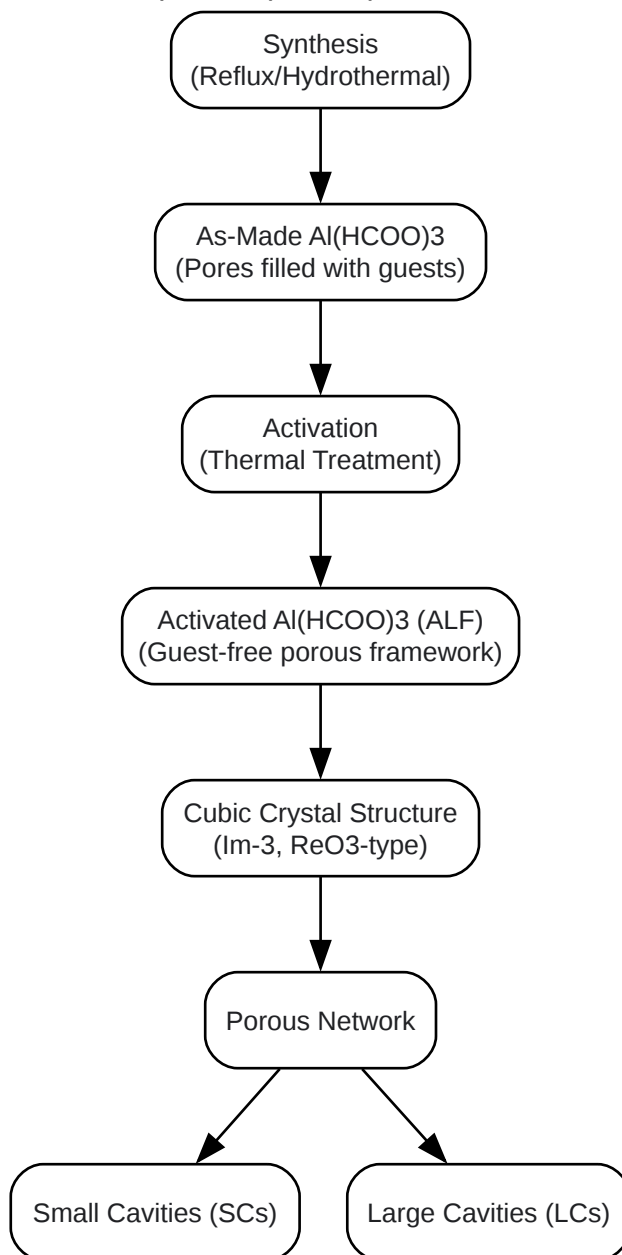 Synthesis
(Reflux/Hydrothermal)
As-Made Al(HCOO)3
(Pores filled with guests)
Activation
(Thermal Treatment)
Activated Al(HCOO)3 (ALF)
(Guest-free porous framework)
Cubic Crystal Structure
(Im-3, ReO3-type)
Porous Network
Small Cavities (SCs)
Large Cavities (LCs)